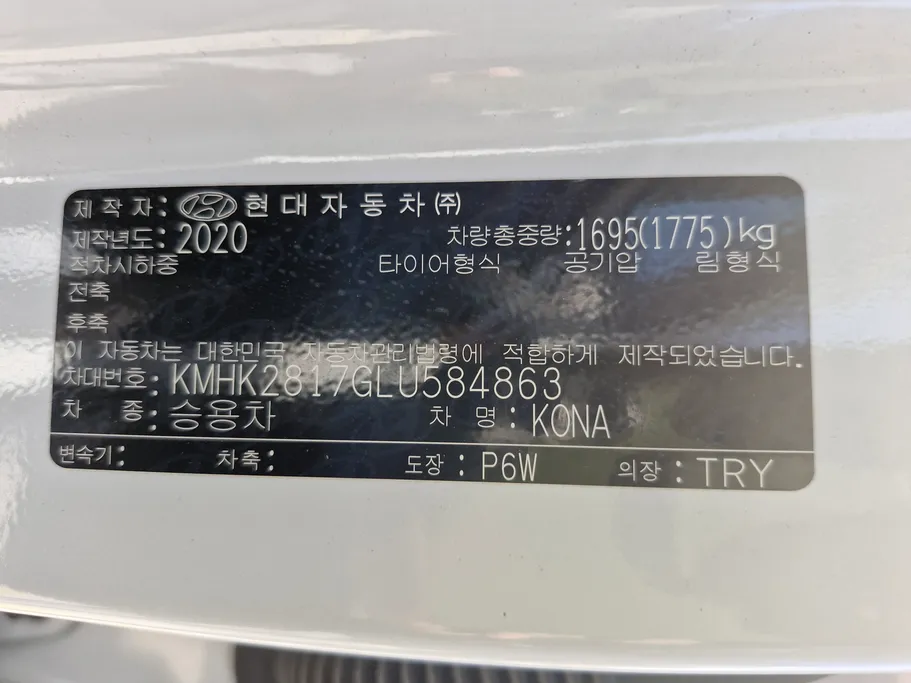 제작자: 현대자동차㈜
제작년도: 2020 차량총중량: 1695(1775)kg
적차시하중 타이어형식 공기압 림형식
전축
후축
이 자동차는 대한민국 자동차관리법령에 적합하게 제작되었습니다.
차대번호: KMHK2817GLU584863
차 종: 승용차 차 명: KONA
변속기: 차축: 도장: P6W 의장: TRY